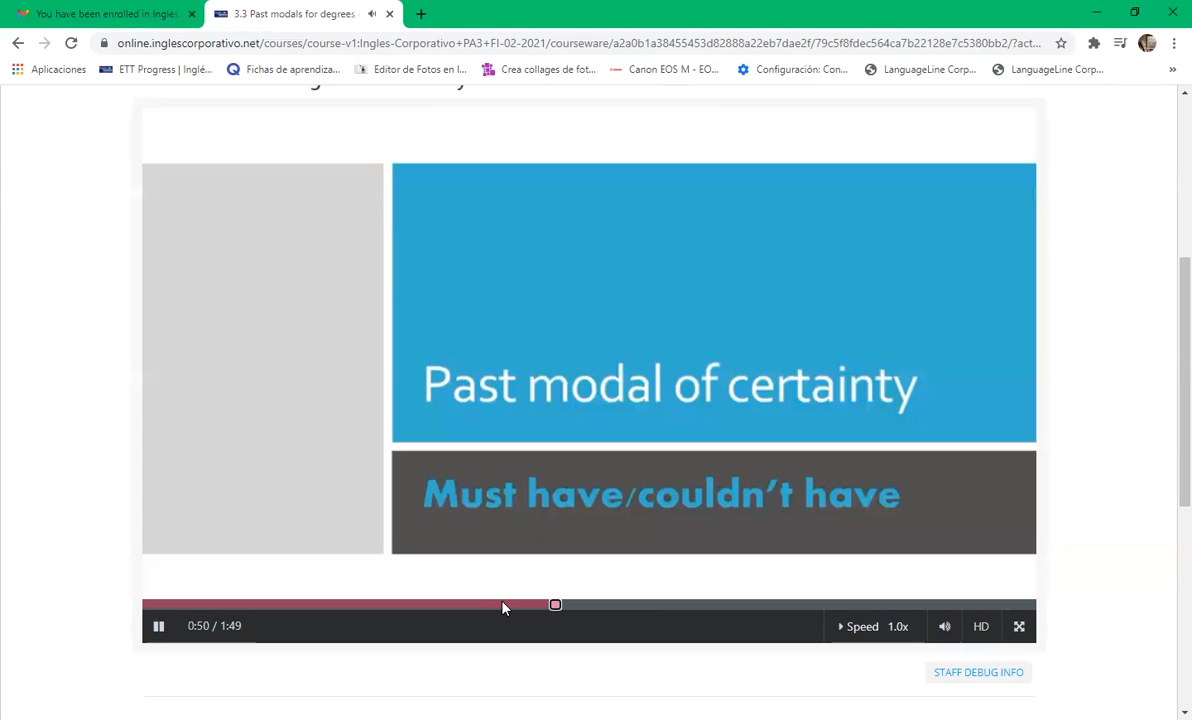 You have been enrolled in Inglés
3.3 Past modals for degrees
online.inglescorporativo.net/courses/course-v1:Ingles-Corporativo+PA3+FI-02-2021/courseware/a2a0b1a38455453d82888a22eb7dae2f/79c5f8fdec564ca7b22128e7c5380bb2/?act...
Aplicaciones
ETT Progress | Inglé...
Fichas de aprendiza...
Editor de Fotos en l...
Crea collages de fot...
Canon EOS M - EO...
Configuración: Con...
LanguageLine Corp...
LanguageLine Corp...
»
Past modal of certainty
Must have/couldn't have
0:50 / 1:49
Speed 1.0x
HD
STAFF DEBUG INFO